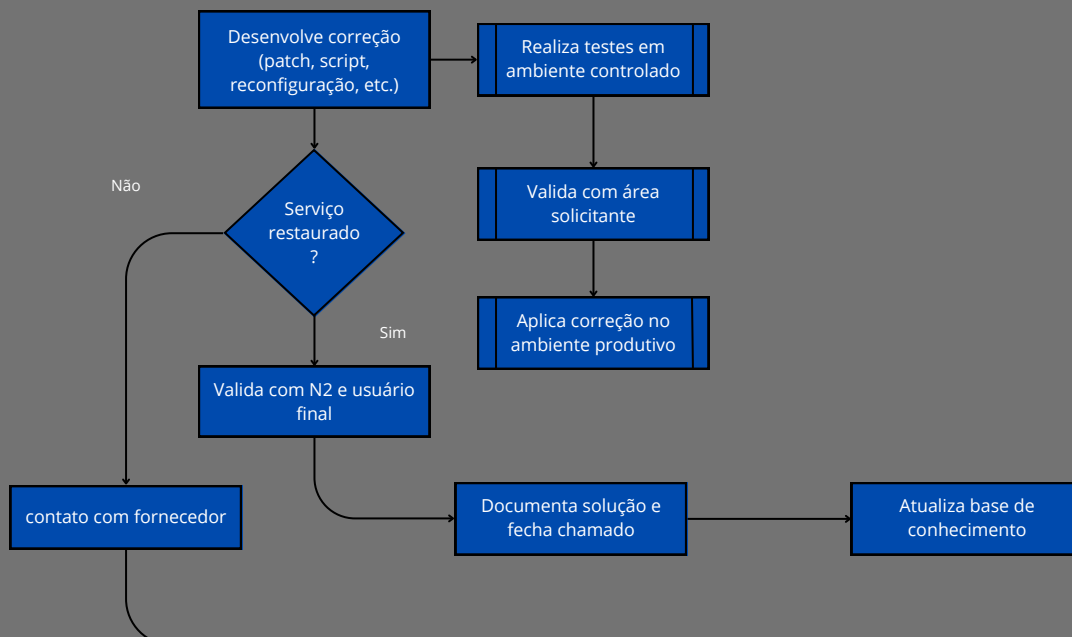 Desenvolve correção
(patch, script,
reconfiguração, etc.)
Realiza testes em
ambiente controlado
Não
Serviço
restaurado
?
Valida com área
solicitante
Aplica correção no
ambiente produtivo
Sim
Valida com N2 e usuário
final
contato com fornecedor
Documenta solução e
fecha chamado
Atualiza base de
conhecimento